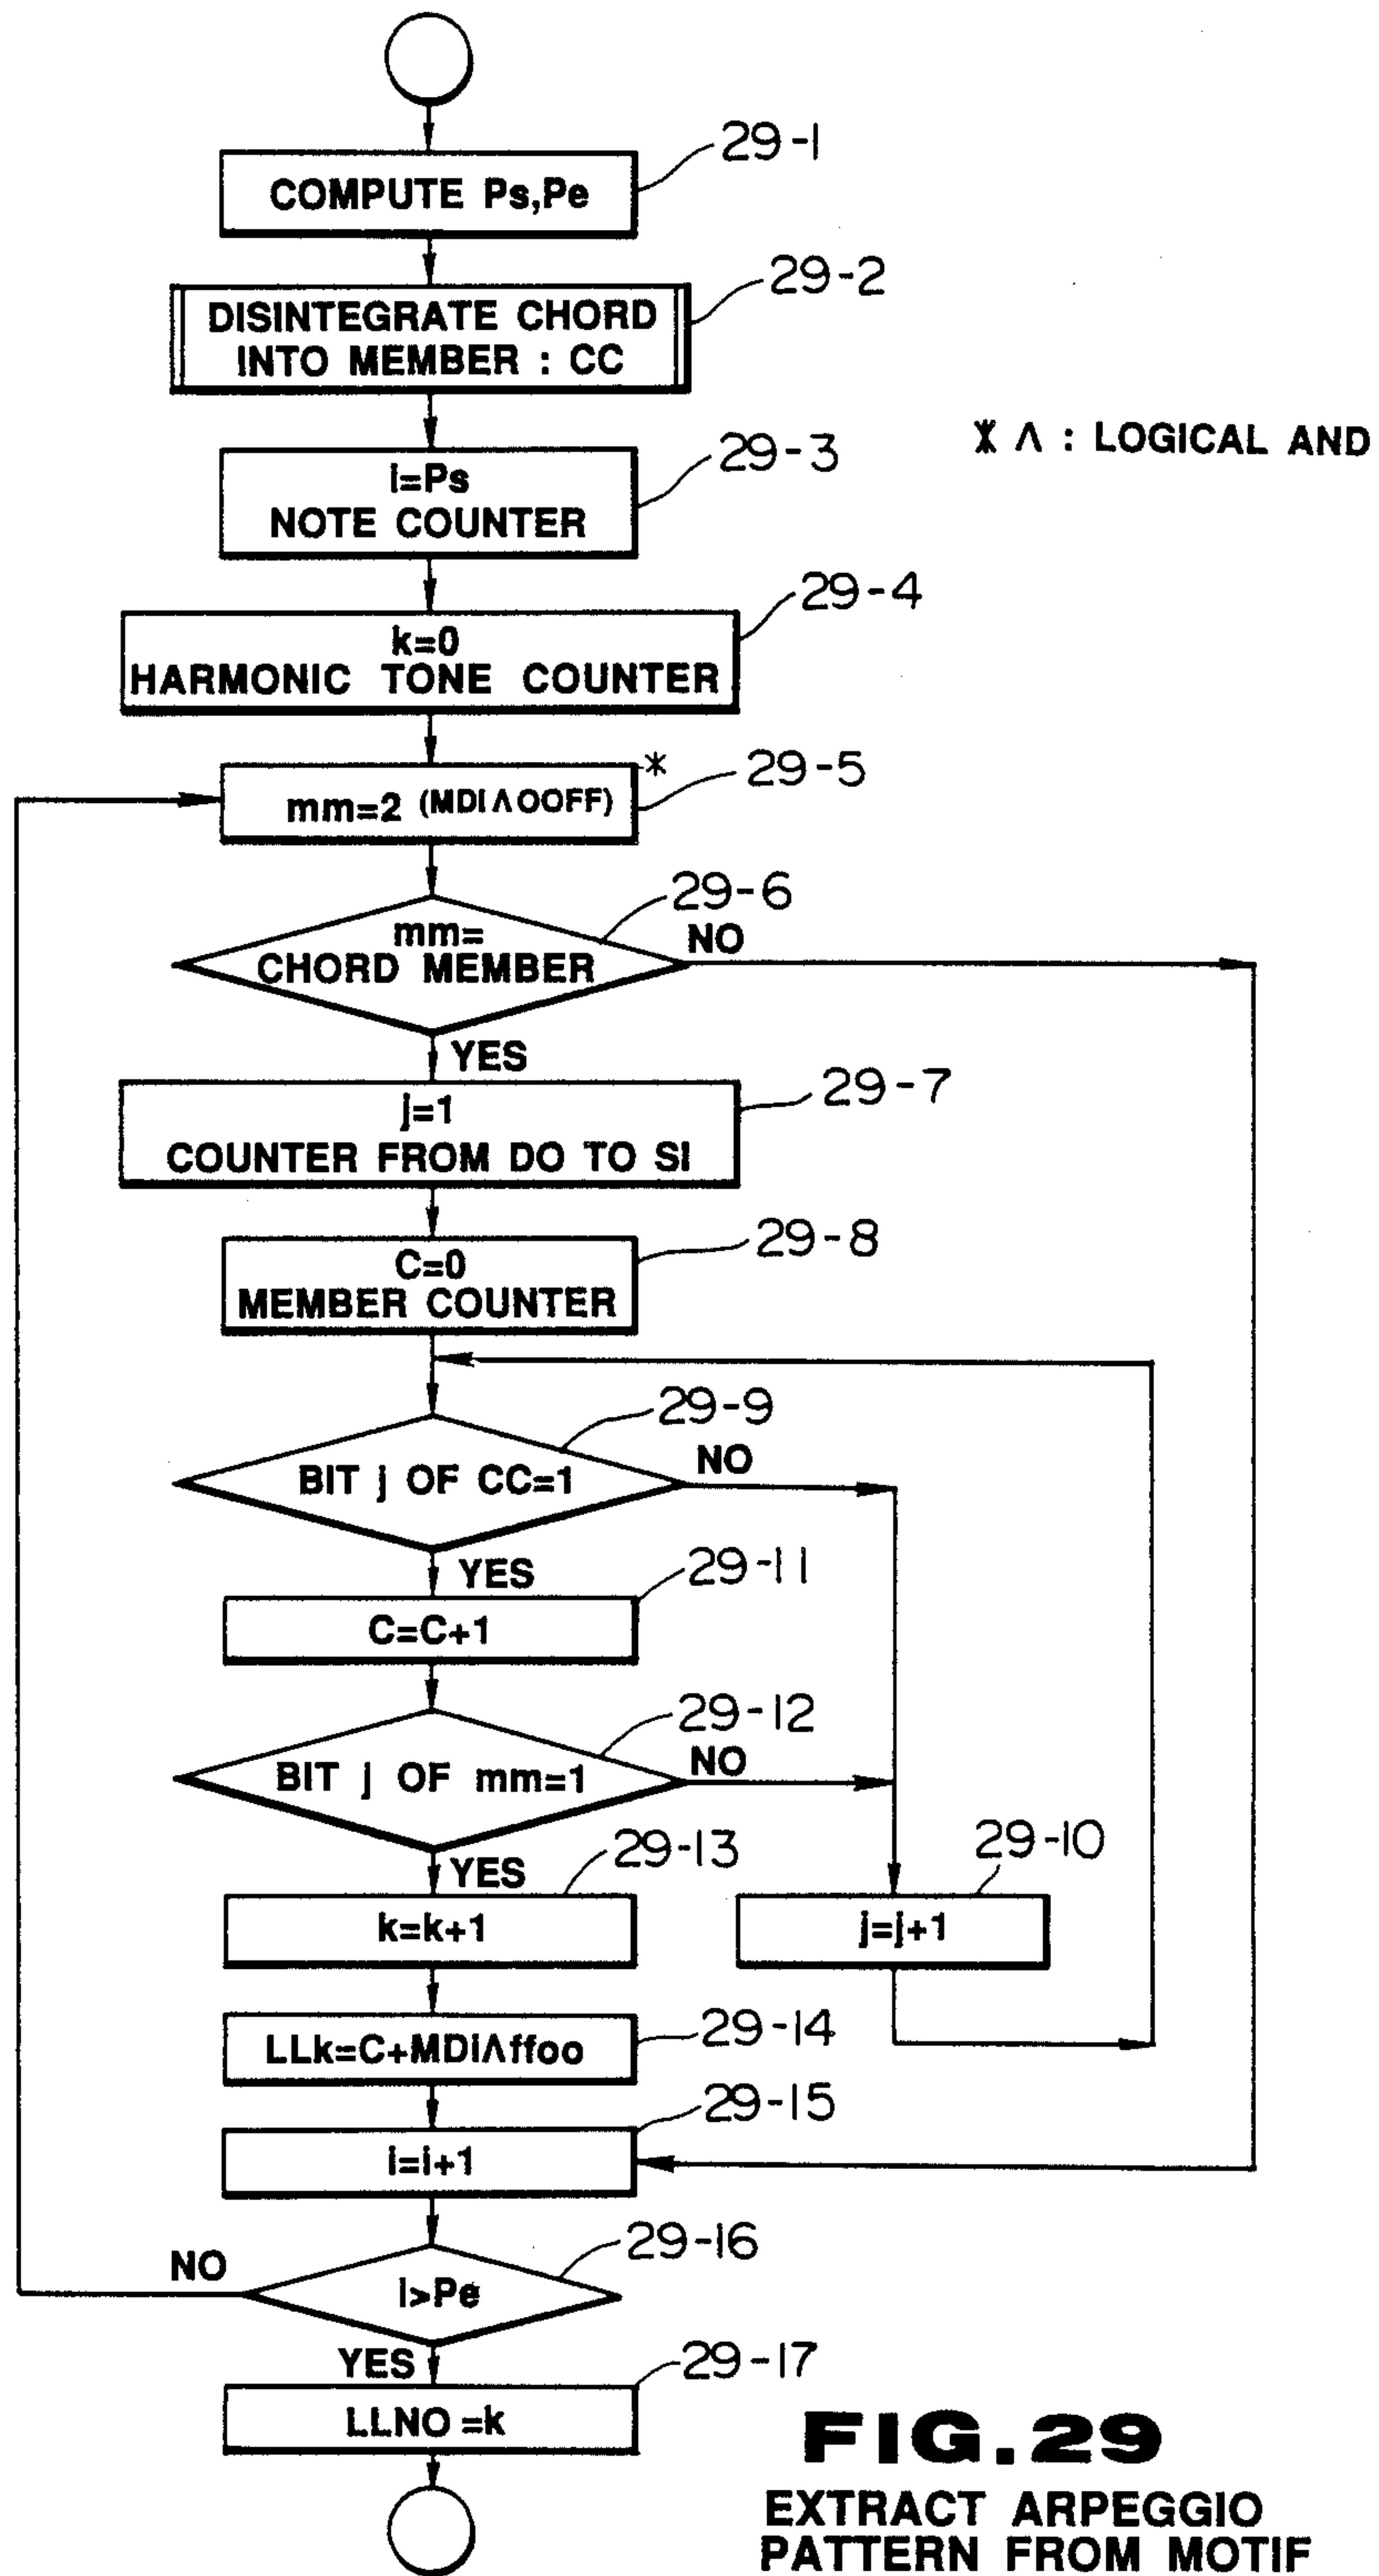 29-1
COMPUTE Ps,Pe
29-2
DISINTEGRATE CHORD
INTO MEMBER : CC
※ Λ : LOGICAL AND
29-3
i=Ps
NOTE COUNTER
29-4
k=0
HARMONIC TONE COUNTER
*
29-5
mm=2 (MDiΛOOFF)
29-6
mm=
CHORD MEMBER
NO
YES
29-7
j=1
COUNTER FROM DO TO SI
29-8
C=0
MEMBER COUNTER
29-9
BIT j OF CC=1
NO
YES
29-11
C=C+1
29-12
BIT j OF mm=1
NO
YES
29-13
k=k+1
29-10
j=j+1
29-14
LLk=C+MDiΛffoo
29-15
i=i+1
29-16
i>Pe
NO
YES
29-17
LLNO =k
FIG.29
EXTRACT ARPEGGIO
PATTERN FROM MOTIF